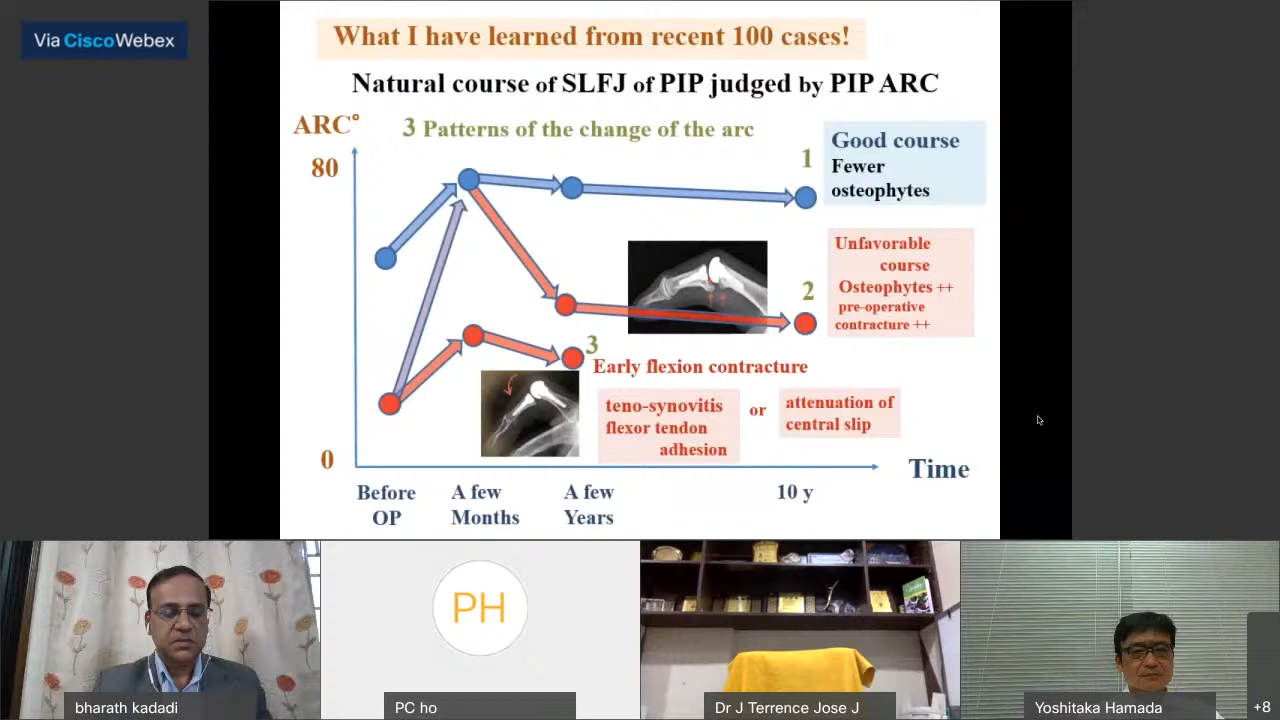 Via Cisco Webex
What I have learned from recent 100 cases!
Natural course of SLFJ of PIP judged by PIP ARC
ARC°
3 Patterns of the change of the arc
80
1
Good course
Fewer
osteophytes
Unfavorable
course
Osteophytes ++
pre-operative
contracture ++
2
3
Early flexion contracture
teno-synovitis
flexor tendon
adhesion
or
attenuation of
central slip
0
Time
Before
OP
A few
Months
A few
Years
10 y
PH
bharath kadadi
PC ho
Dr J Terrence Jose J
Yoshitaka Hamada
+8